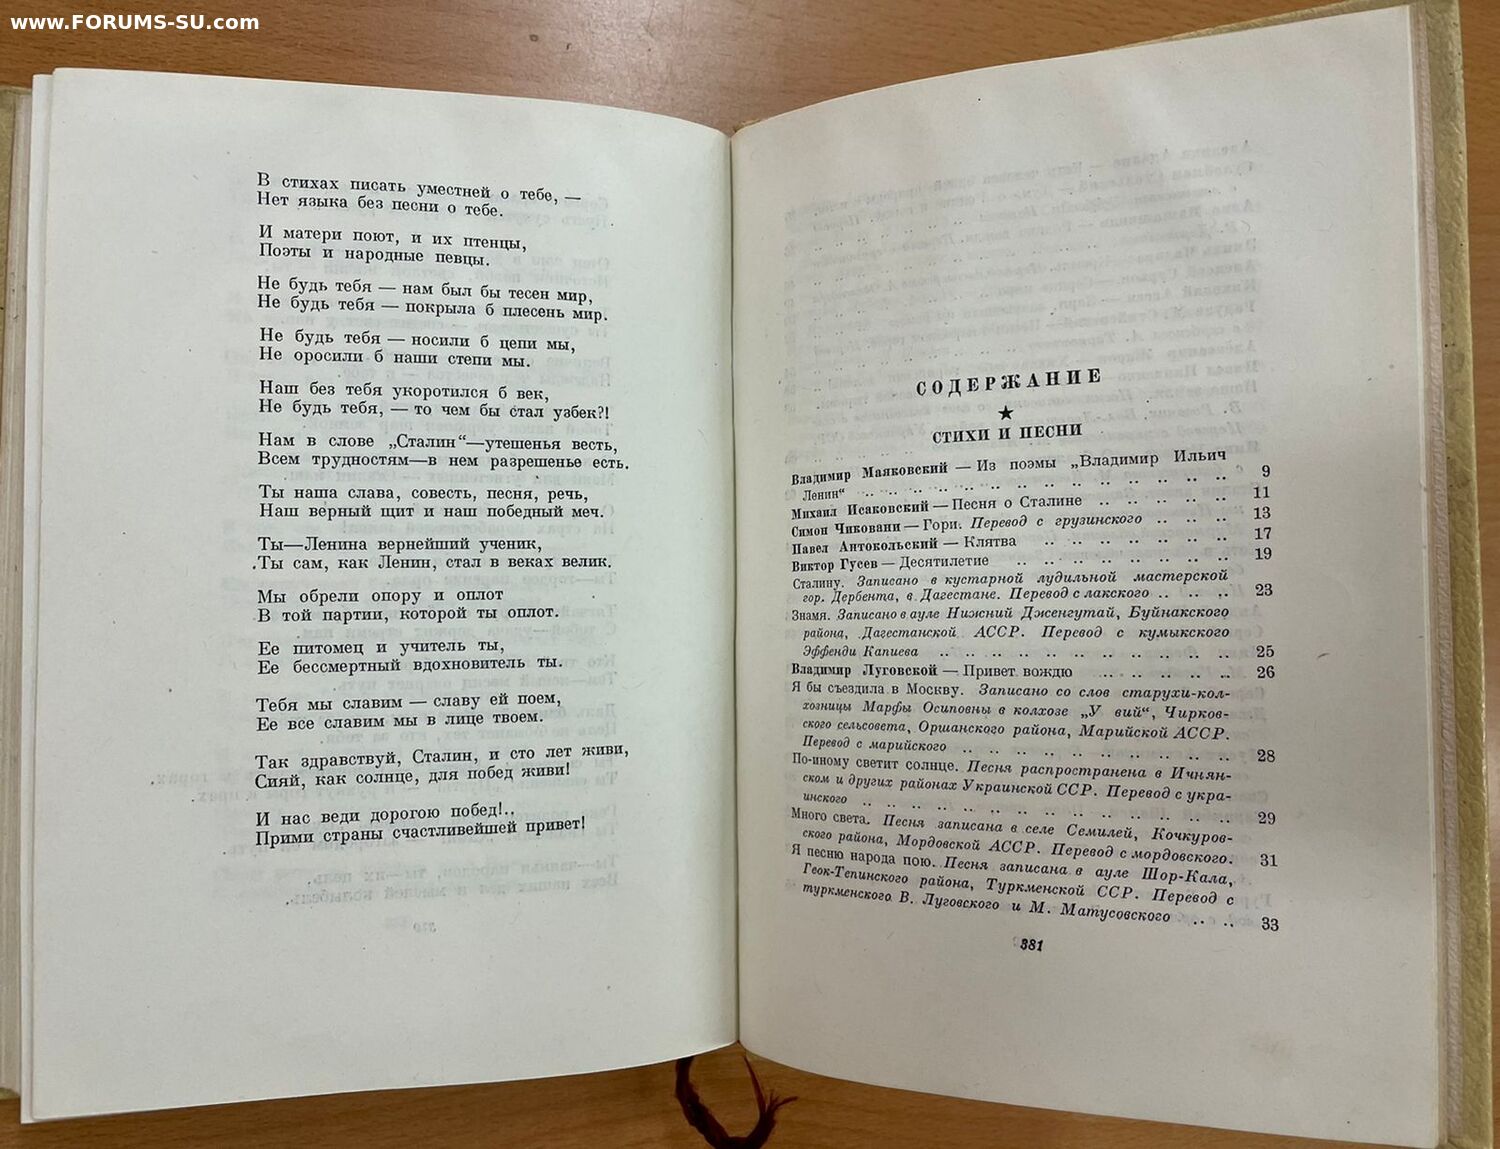 www.FORUMS-SU.com
В стихах писать уместней о тебе, —
Нет языка без песни о тебе.
И матери поют, и их птенцы,
Поэты и народные певцы.
Не будь тебя — нам был бы тесен мир,
Не будь тебя — покрыла б плесень мир.
Не будь тебя — носили б цепи мы,
Не оросили б наши степи мы.
Наш без тебя укоротился б век,
Не будь тебя, — то чем бы стал узбек?!
Нам в слове „Сталин“—утешенья весть,
Всем трудностям—в нем разрешенье есть.
Ты наша слава, совесть, песня, речь,
Наш верный щит и наш победный меч.
Ты—Ленина вернейший ученик,
Ты сам, как Ленин, стал в веках велик.
Мы обрели опору и оплот
В той партии, которой ты оплот.
Ее питомец и учитель ты,
Ее бессмертный вдохновитель ты.
Тебя мы славим — славу ей поем,
Ее все славим мы в лице твоем.
Так здравствуй, Сталин, и сто лет живи,
Сияй, как солнце, для побед живи!
И нас веди дорогою побед!..
Прими страны счастливейшей привет!
СОДЕРЖАНИЕ
★
СТИХИ И ПЕСНИ
Владимир Маяковский — Из поэмы „Владимир Ильич
Ленин“ .. .. .. .. .. .. .. .. .. .. .. .. 9
Михаил Исаковский — Песня о Сталине .. .. .. .. 11
Симон Чиковани — Гори. Перевод с грузинского .. .. .. 13
Павел Антокольский — Клятва .. .. .. .. .. .. 17
Виктор Гусев — Десятилетие .. .. .. .. .. .. .. 19
Сталину. Записано в кустарной лудильной мастерской
гор. Дербента, в Дагестане. Перевод с лакского .. .. .. 23
Знамя. Записано в ауле Нижний Дженгутай, Буйнакского
района, Дагестанской АССР. Перевод с кумыкского
Эффенди Капиева .. .. .. .. .. .. .. .. .. 25
Владимир Луговской — Привет вождю .. .. .. .. 26
Я бы съездила в Москву. Записано со слов старухи-кол-
хозницы Марфы Осиповны в колхозе „У вий“, Чирков-
ского сельсовета, Оршанского района, Марийской АССР.
Перевод с марийского .. .. .. .. .. .. .. .. 28
По-иному светит солнце. Песня распространена в Ичнян-
ском и других районах Украинской ССР. Перевод с укра-
инского .. .. .. .. .. .. .. .. .. .. .. 29
Много света. Песня записана в селе Семилей, Кочкуров-
ского района, Мордовской АССР. Перевод с мордовского. 31
Я песню народа пою. Песня записана в ауле Шор-Кала,
Геок-Тепинского района, Туркменской ССР. Перевод с
туркменского В. Луговского и М. Матусовского .. .. 33
381